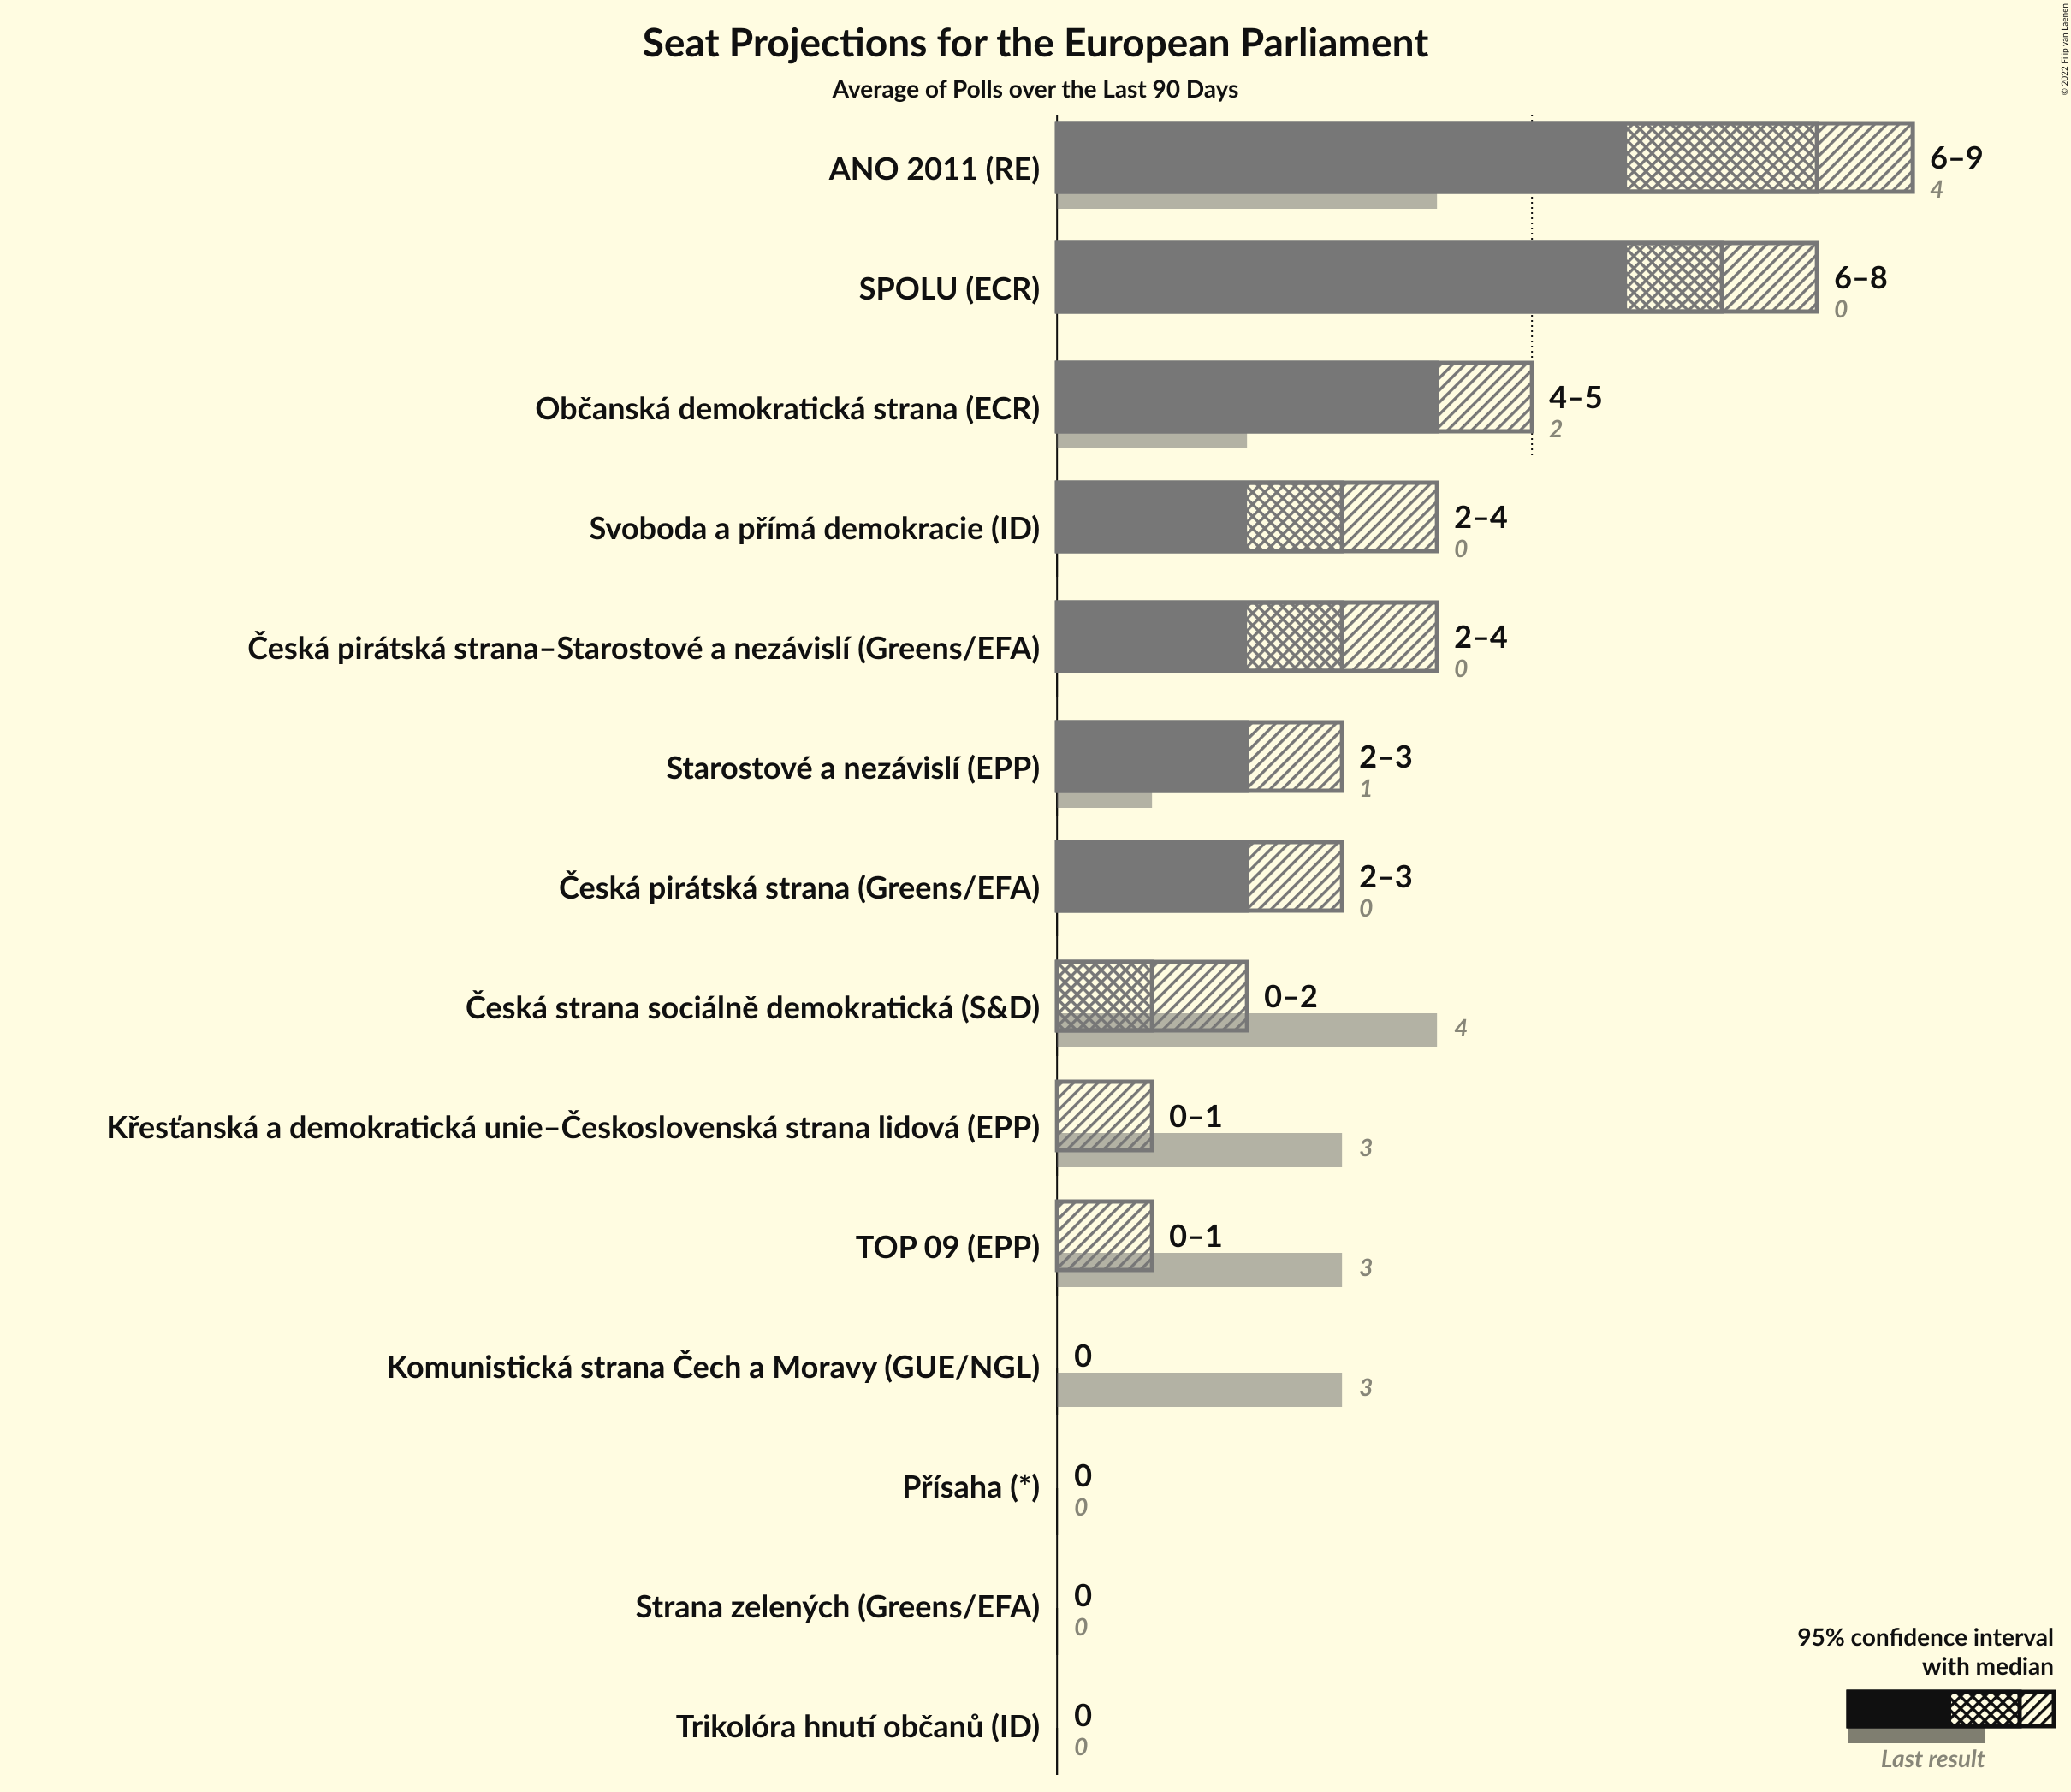 Seat Projections for the European Parliament
Average of Polls over the Last 90 Days
© 2022 Filip van Laenen
ANO 2011 (RE)
6–9
4
SPOLU (ECR)
6–8
0
Občanská demokratická strana (ECR)
4–5
2
Svoboda a přímá demokracie (ID)
2–4
0
Česká pirátská strana–Starostové a nezávislí (Greens/EFA)
2–4
0
Starostové a nezávislí (EPP)
2–3
1
Česká pirátská strana (Greens/EFA)
2–3
0
Česká strana sociálně demokratická (S&D)
0–2
4
Křesťanská a demokratická unie–Československá strana lidová (EPP)
0–1
3
TOP 09 (EPP)
0–1
3
Komunistická strana Čech a Moravy (GUE/NGL)
0
3
Přísaha (*)
0
0
Strana zelených (Greens/EFA)
0
0
Trikolóra hnutí občanů (ID)
0
0
95% confidence interval
with median
Last result